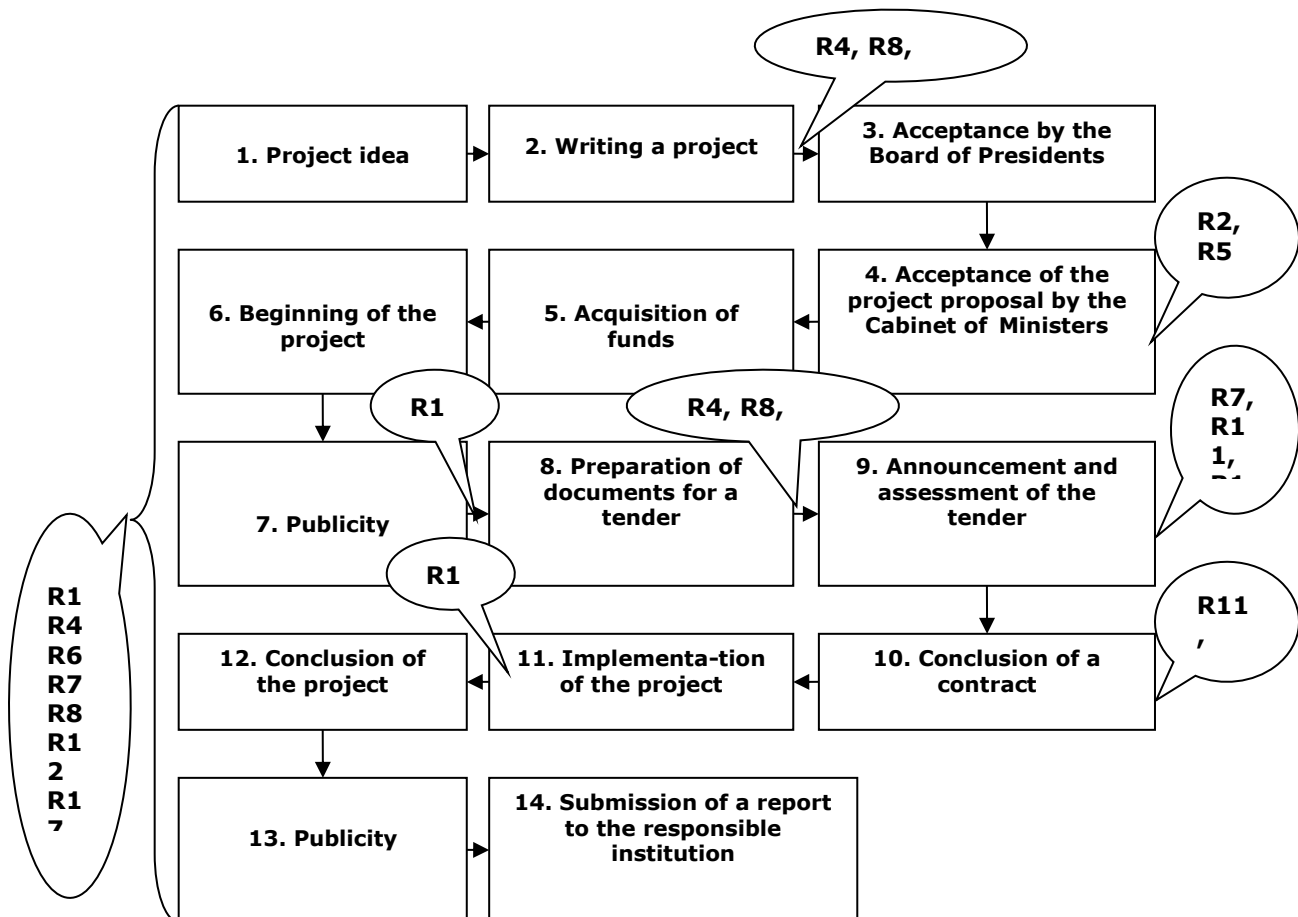 R4, R8,
1. Project idea
2. Writing a project
3. Acceptance by the
Board of Presidents
R2,
R5
6. Beginning of the
project
5. Acquisition of
funds
4. Acceptance of the
project proposal by the
Cabinet of Ministers
R1
R4, R8,
R7,
R1
1,
7. Publicity
8. Preparation of
documents for a
tender
9. Announcement and
assessment of the
tender
R1
R11
,
R1
R4
R6
R7
R8
R1
2
R1
7
12. Conclusion of
the project
11. Implementa-tion
of the project
10. Conclusion of a
contract
13. Publicity
14. Submission of a report
to the responsible
institution